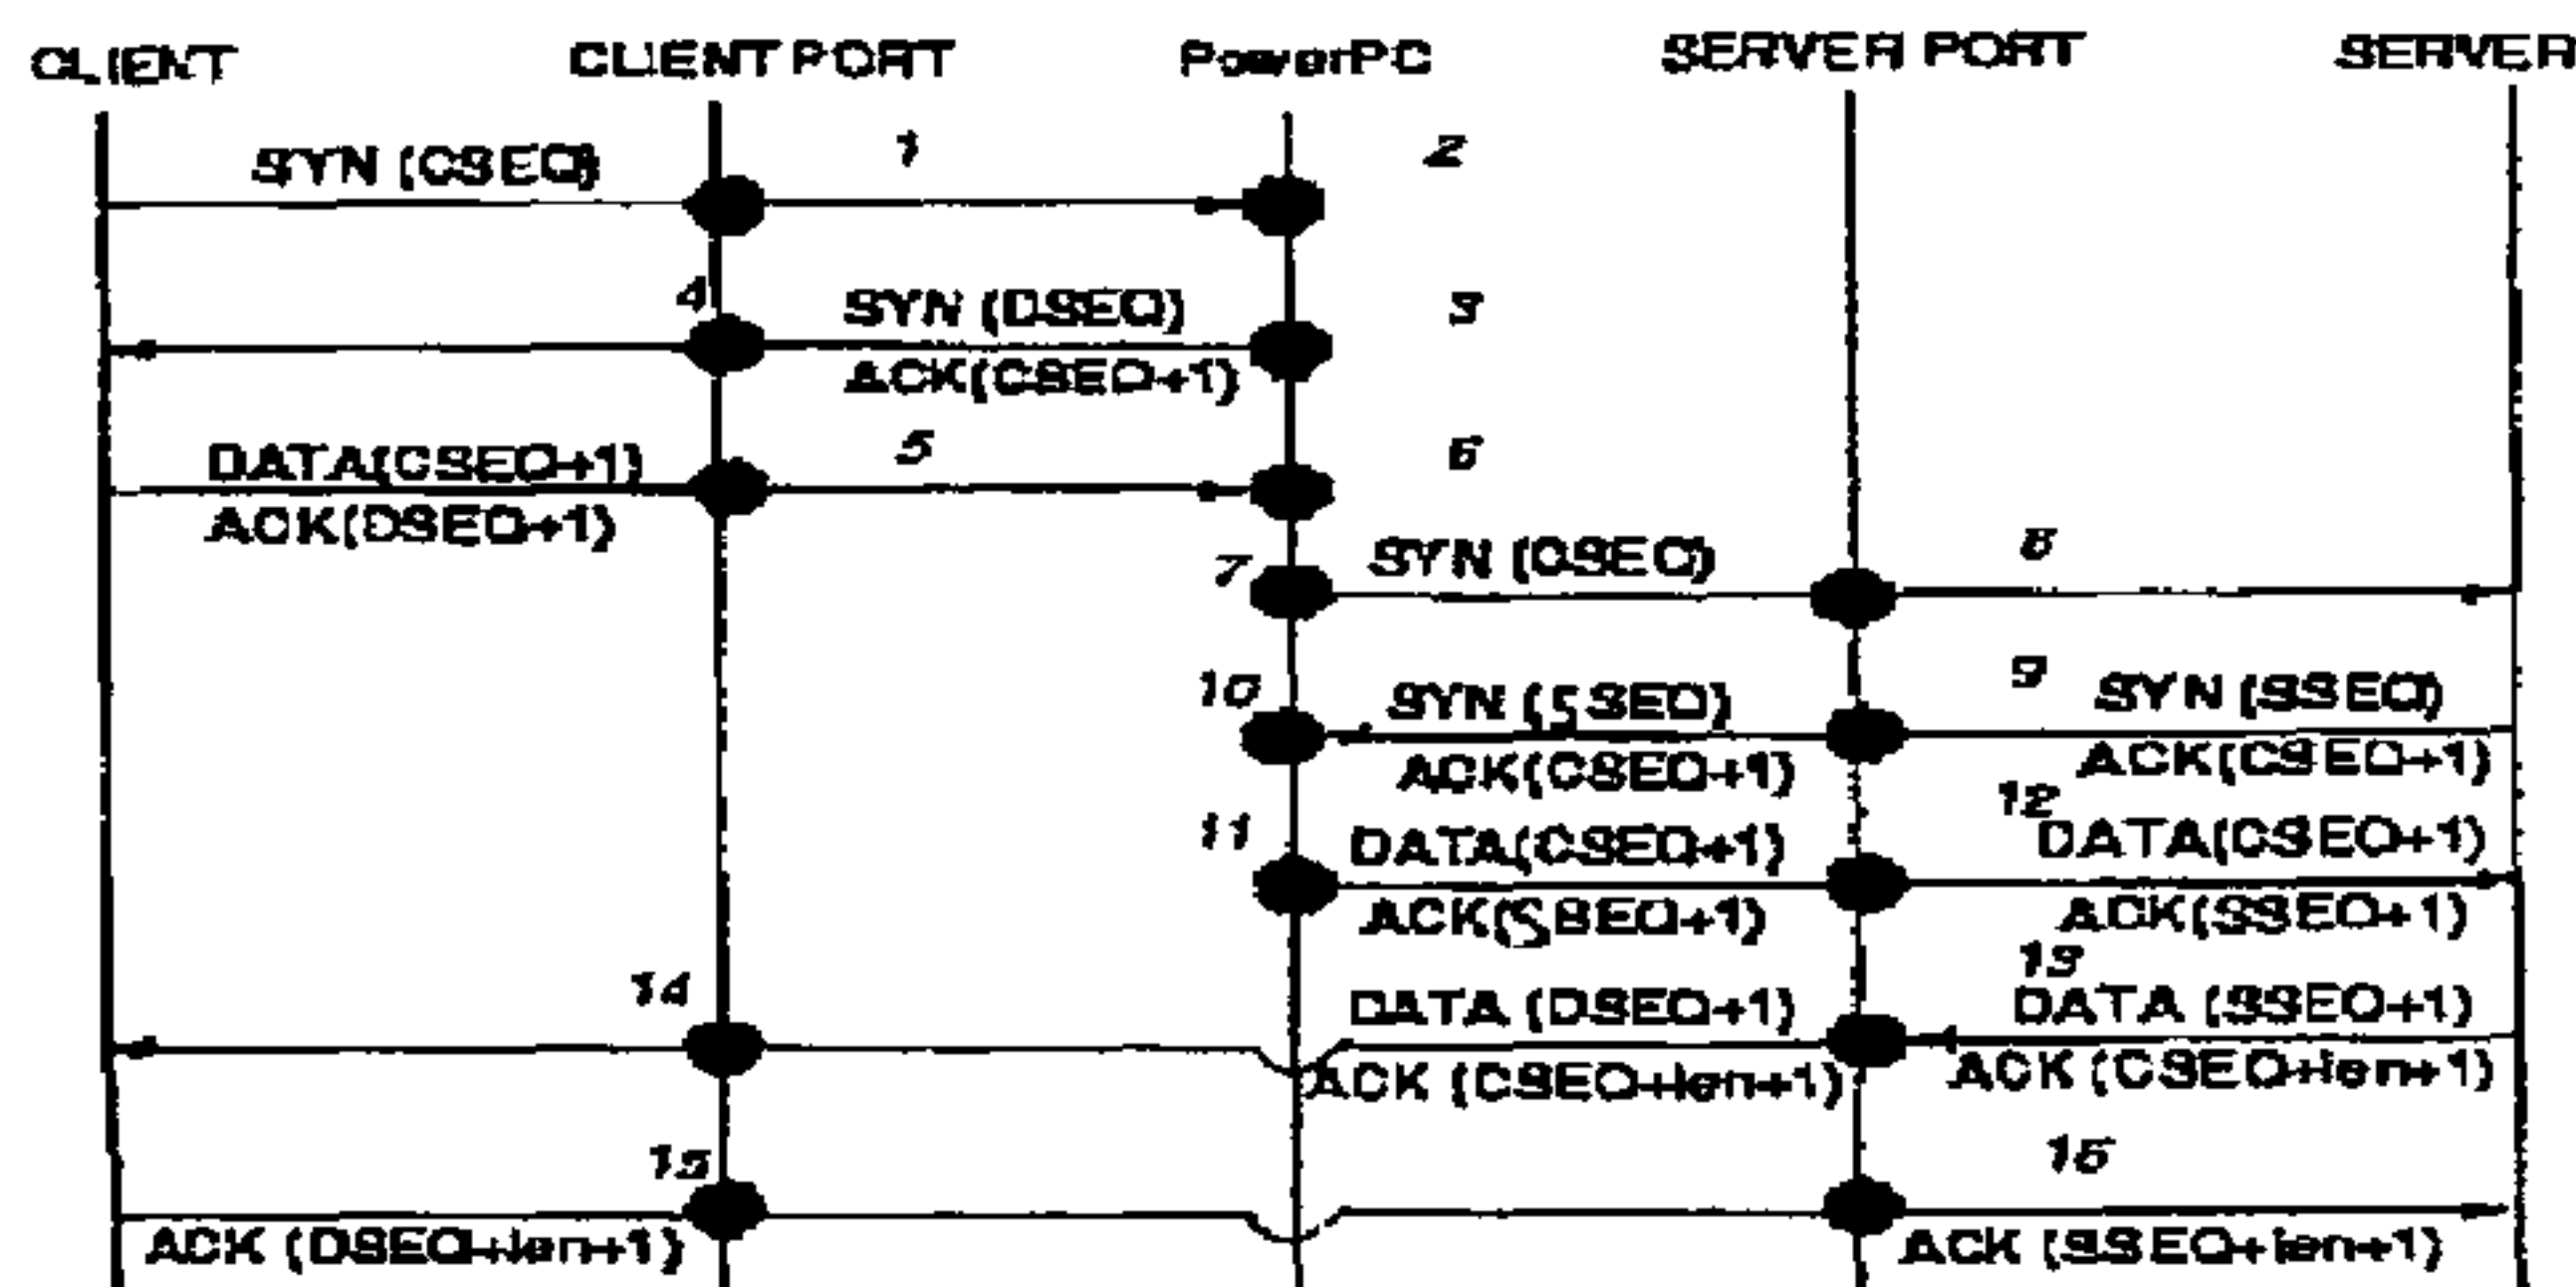 CLIENT CLIENT PORT PowerPC SERVER PORT SERVER
1 2
SYN (CSEQ)
4 SYN (DSEQ) 3
ACK(CSEQ+1)
DATA(CSEQ+1) 5 6
ACK(DSEQ+1)
7 SYN (CSEQ) 8
10 SYN (SSEQ) 9 SYN (SSEQ)
ACK(CSEQ+1) ACK(CSEQ+1)
11 DATA(CSEQ+1) 12 DATA(CSEQ+1)
ACK(SSEQ+1) ACK(SSEQ+1)
14 DATA (DSEQ+1) 13 DATA (SSEQ+1)
ACK (CSEQ+len+1) ACK (CSEQ+len+1)
15 16
ACK (DSEQ+len+1) ACK (SSEQ+len+1)